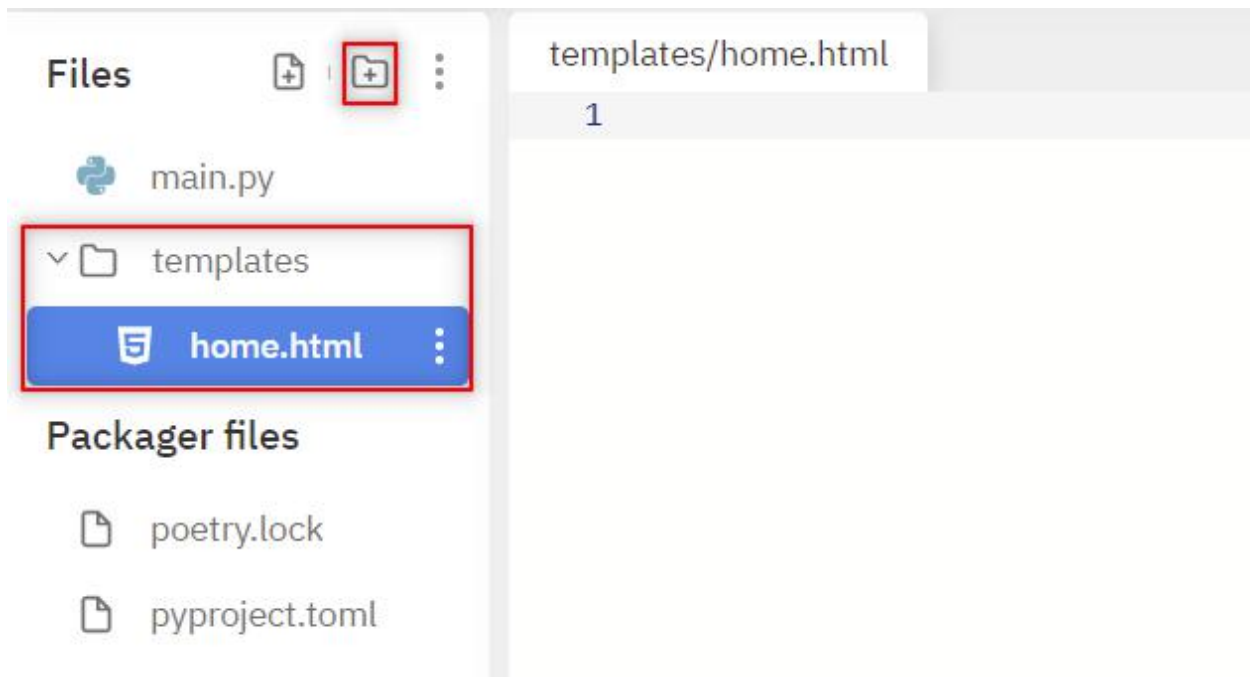 Files
main.py
templates
home.html
Packager files
poetry.lock
pyproject.toml
templates/home.html
1